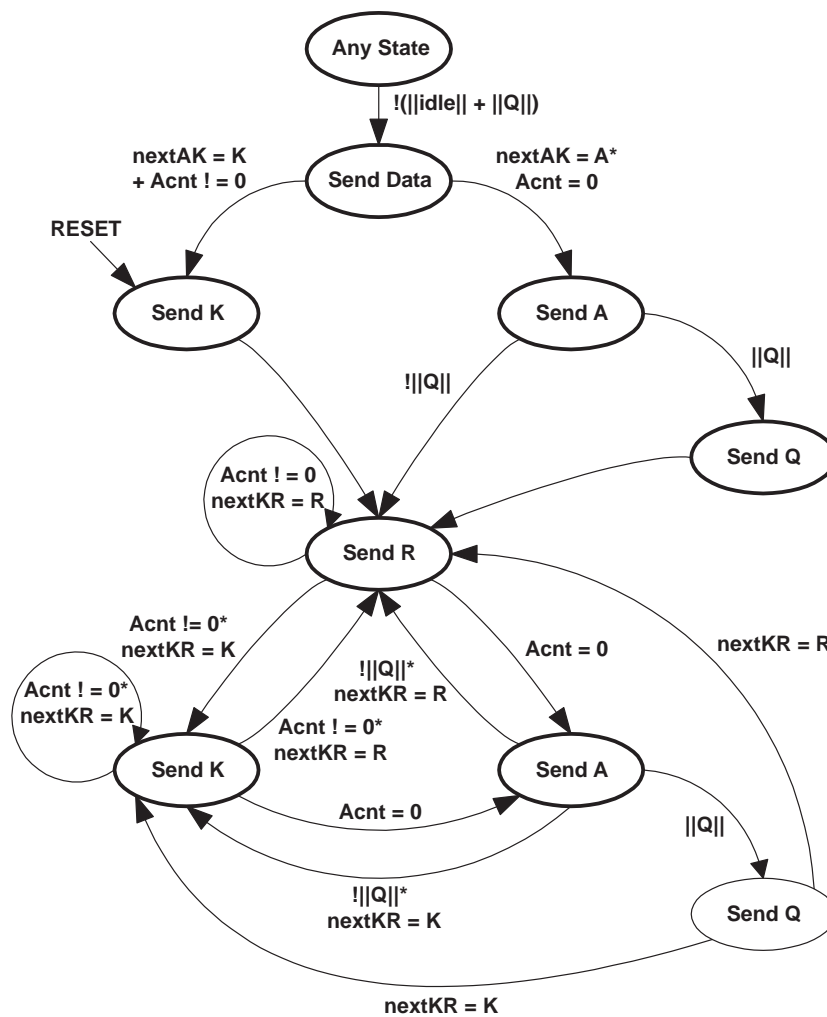 Any State
!(||idle|| + ||Q||)
nextAK = K
+ Acnt ! = 0
Send Data
nextAK = A*
Acnt = 0
RESET
Send K
Send A
||Q||
!||Q||
Send Q
Acnt ! = 0
nextKR = R
Send R
Acnt != 0*
nextKR = K
!||Q||*
nextKR = R
Acnt = 0
nextKR = R
Acnt ! = 0*
nextKR = K
Acnt ! = 0*
nextKR = R
Send K
Send A
Acnt = 0
||Q||
!||Q||*
nextKR = K
Send Q
nextKR = K